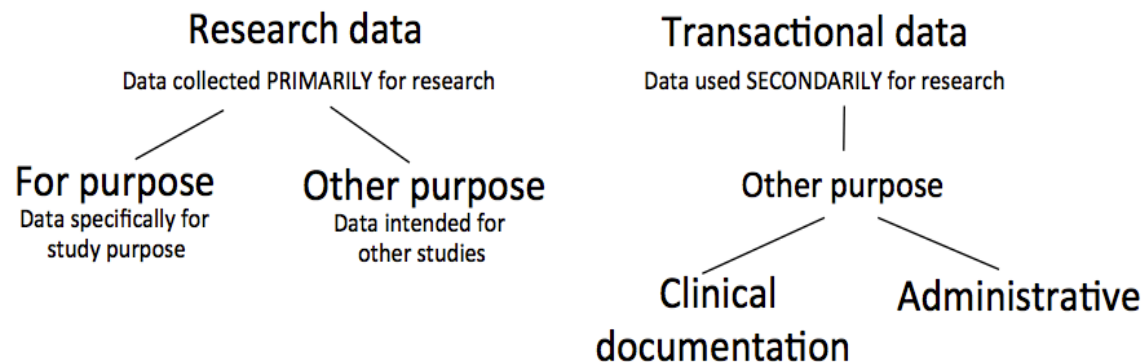 Research data
Data collected PRIMARILY for research
For purpose
Data specifically for
study purpose
Other purpose
Data intended for
other studies
Transactional data
Data used SECONDARILY for research
Other purpose
Clinical
documentation
Administrative